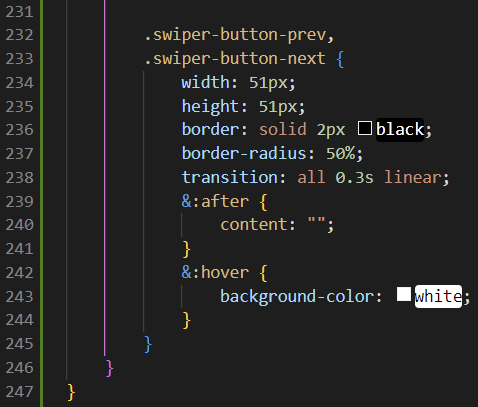 231
232 .swiper-button-prev,
233 .swiper-button-next {
234 width: 51px;
235 height: 51px;
236 border: solid 2px black;
237 border-radius: 50%;
238 transition: all 0.3s linear;
239 &:after {
240 content: "";
241 }
242 &:hover {
243 background-color: white;
244 }
245 }
246 }
247 }